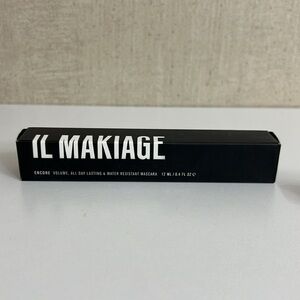 IL MAKIAGE
ENCORE VOLUME, ALL DAY LASTING & WATER RESISTANT MASCARA 12 ML / 0.4 FL OZ ℮